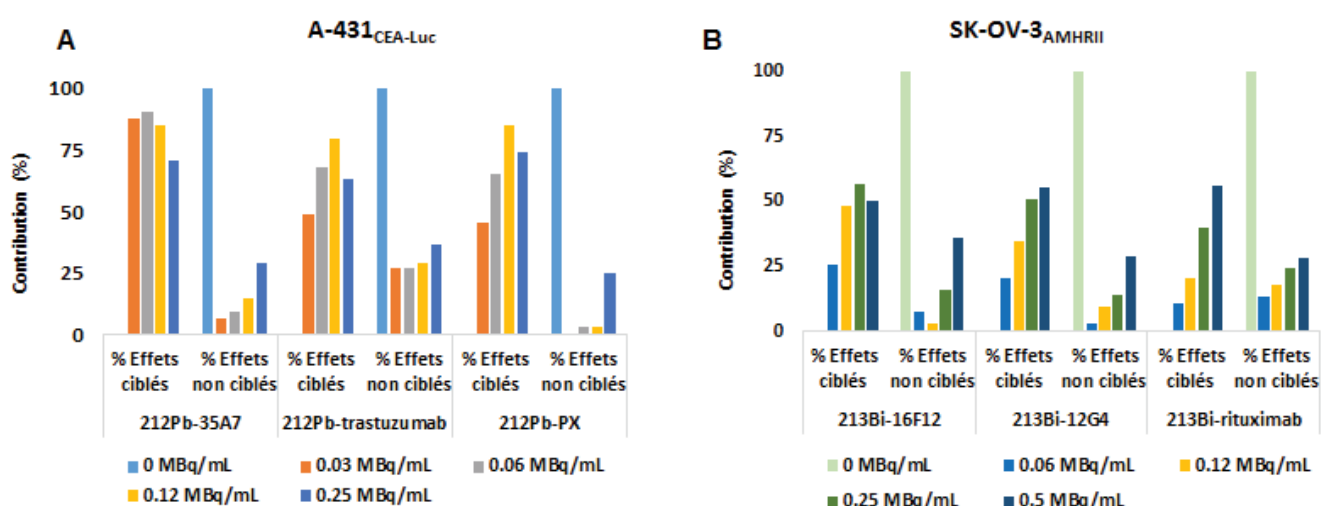 A
A-431CEA-Luc
Contribution (%)
100
75
50
25
0
% Effets ciblés
% Effets non ciblés
% Effets ciblés
% Effets non ciblés
% Effets ciblés
% Effets non ciblés
212Pb-35A7
212Pb-trastuzumab
212Pb-PX
0 MBq/mL
0.03 MBq/mL
0.06 MBq/mL
0.12 MBq/mL
0.25 MBq/mL
B
SK-OV-3AMHRII
Contribution (%)
100
75
50
25
0
% Effets ciblés
% Effets non ciblés
% Effets ciblés
% Effets non ciblés
% Effets ciblés
% Effets non ciblés
213Bi-16F12
213Bi-12G4
213Bi-rituximab
0 MBq/mL
0.06 MBq/mL
0.12 MBq/mL
0.25 MBq/mL
0.5 MBq/mL